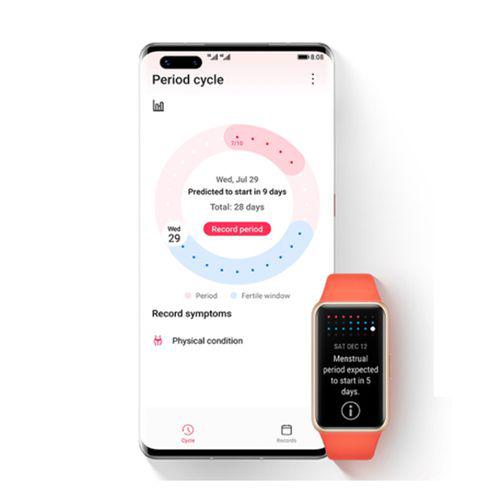 8:08
Period cycle
7/10
Wed, Jul 29
Predicted to start in 9 days
Total: 28 days
Record period
Wed
29
Period
Fertile window
Record symptoms
Physical condition
Cycle
Records
SAT DEC 12
Menstrual
period expected
to start in 5
days.